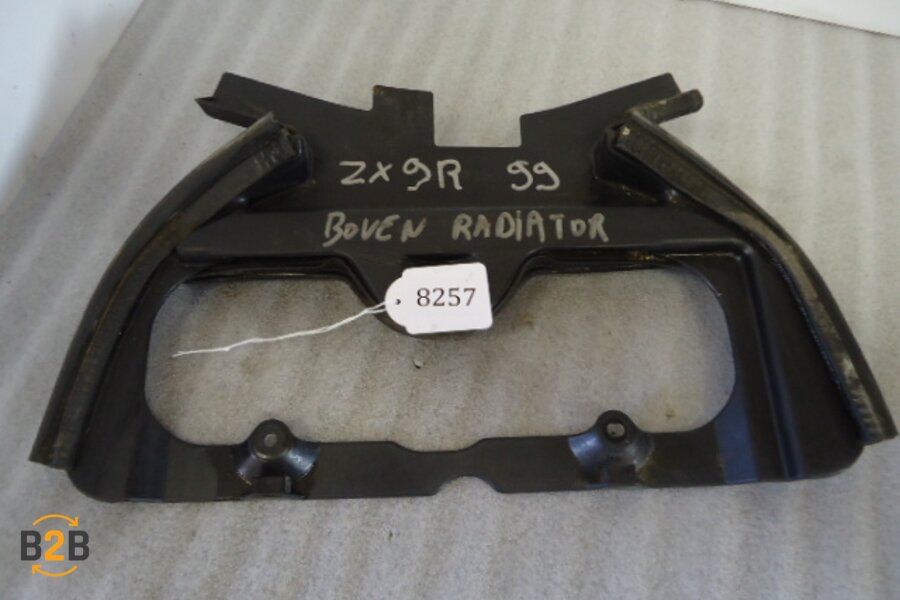 ZX9R 99
BOVEN RADIATOR
8257
B2B